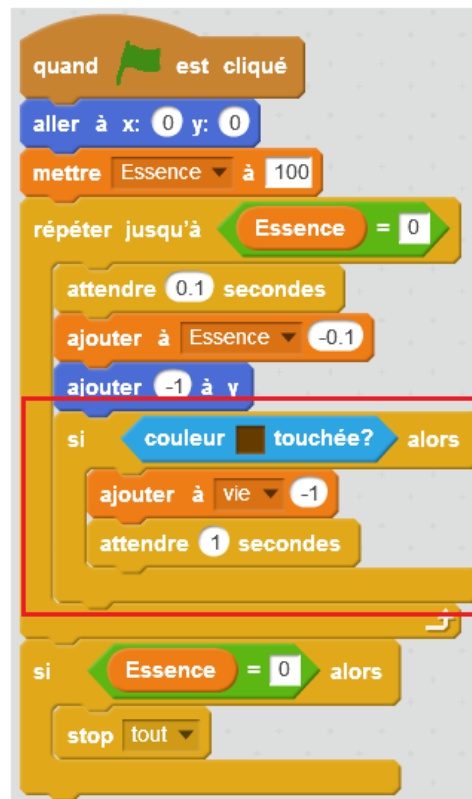 quand est cliqué
aller à x: 0 y: 0
mettre Essence à 100
répéter jusqu'à Essence = 0
attendre 0.1 secondes
ajouter à Essence -0.1
ajouter -1 à y
si couleur touchée? alors
ajouter à vie -1
attendre 1 secondes
si Essence = 0 alors
stop tout